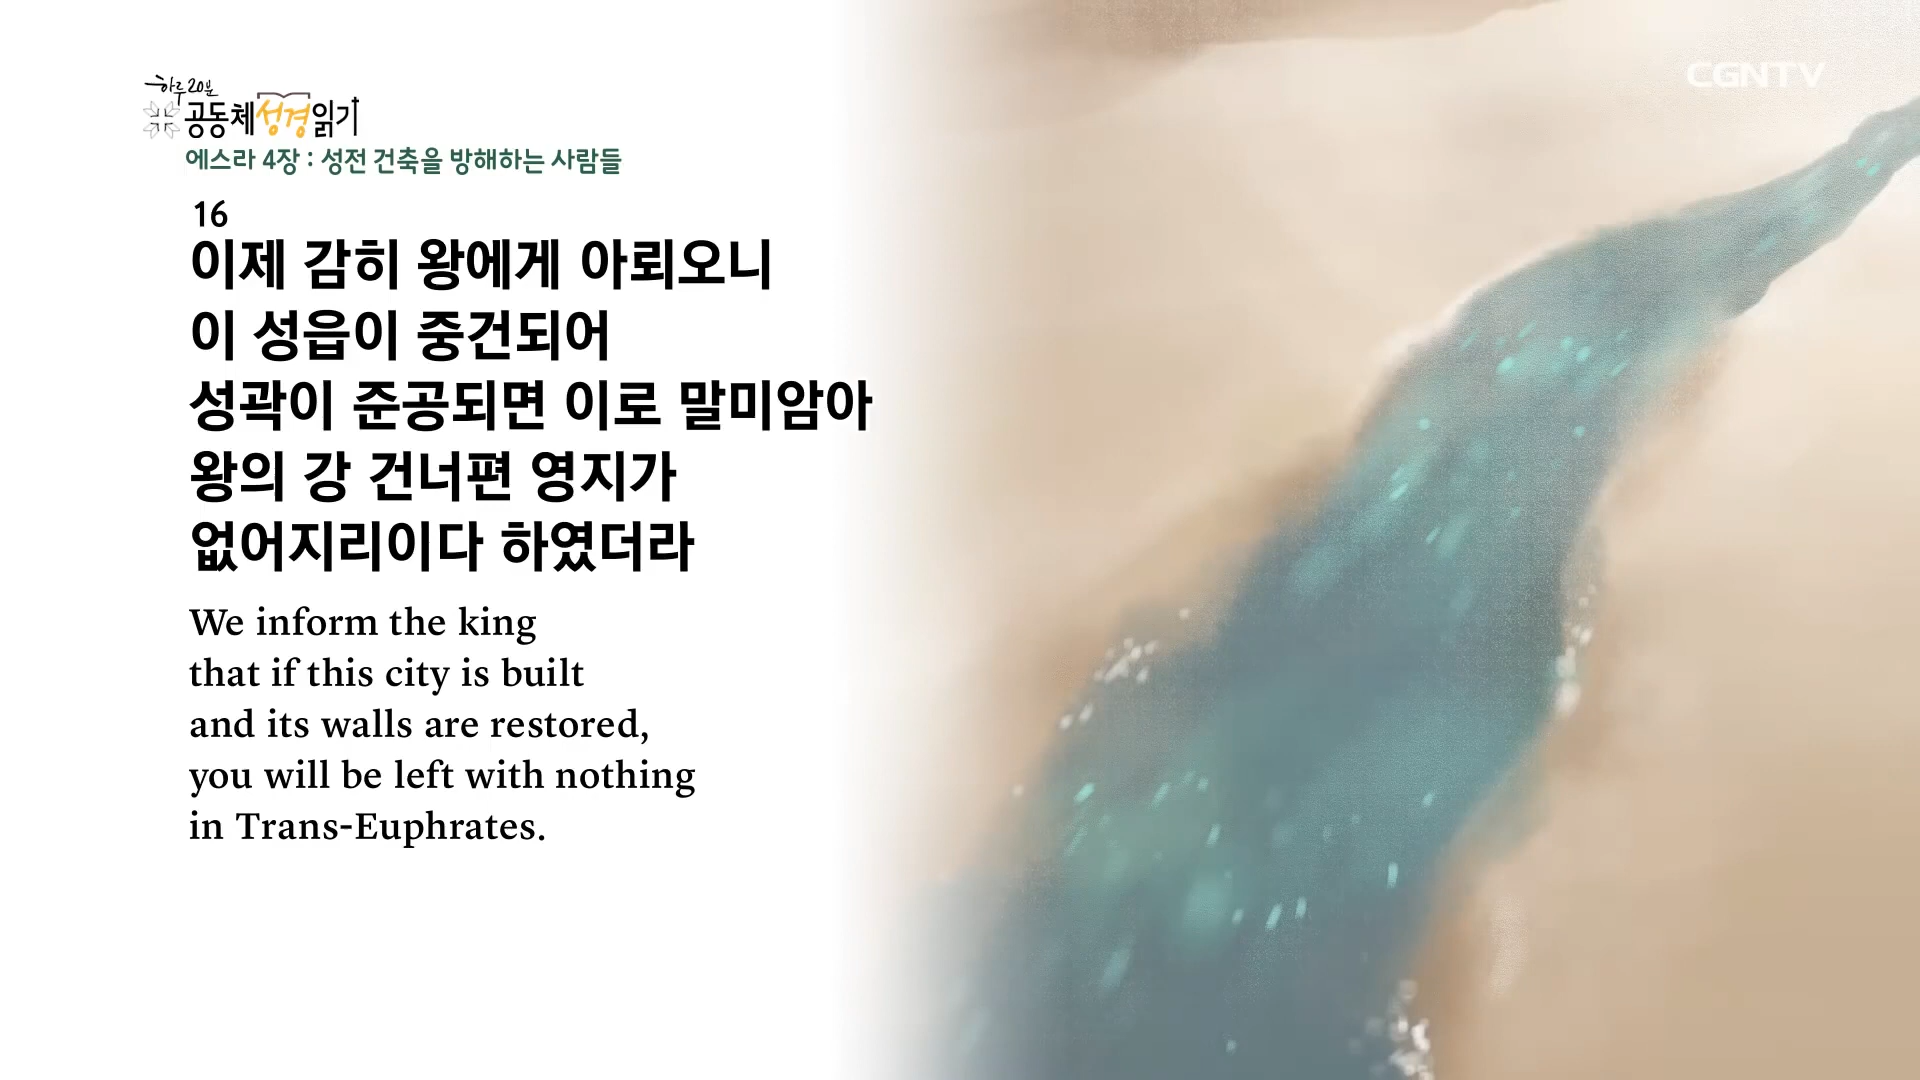 하루 20분
공동체성경읽기
CGNTV
에스라 4장 : 성전 건축을 방해하는 사람들
16
이제 감히 왕에게 아뢰오니
이 성읍이 중건되어
성곽이 준공되면 이로 말미암아
왕의 강 건너편 영지가
없어지리이다 하였더라
We inform the king
that if this city is built
and its walls are restored,
you will be left with nothing
in Trans-Euphrates.